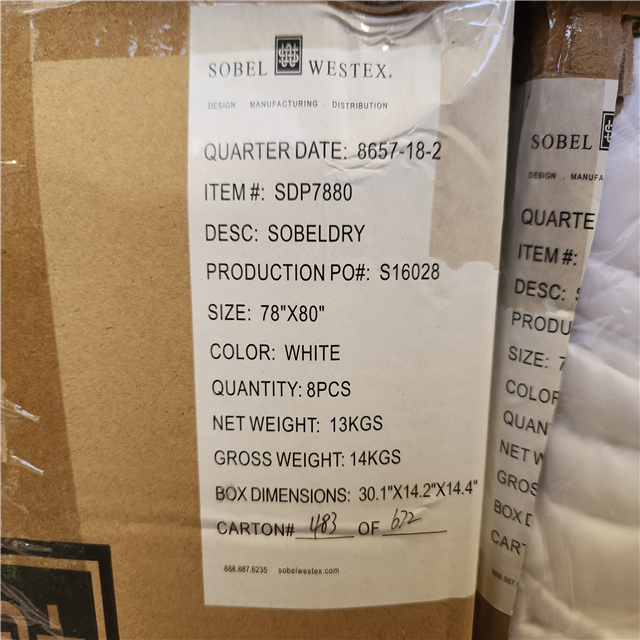 SOBEL WESTEX.
DESIGN . MANUFACTURING . DISTRIBUTION
QUARTER DATE: 8657-18-2
ITEM #: SDP7880
DESC: SOBELDRY
PRODUCTION PO#: S16028
SIZE: 78"X80"
COLOR: WHITE
QUANTITY: 8PCS
NET WEIGHT: 13KGS
GROSS WEIGHT: 14KGS
BOX DIMENSIONS: 30.1"X14.2"X14.4"
CARTON# 483 OF 672
666.687.6235 sobelwestex.com
SOBEL
DESIGN . MANUFA
QUARTE
ITEM #:
DESC:
PRODU
SIZE: 7
COLOR
QUAN
NET W
GROS
BOX D
CART